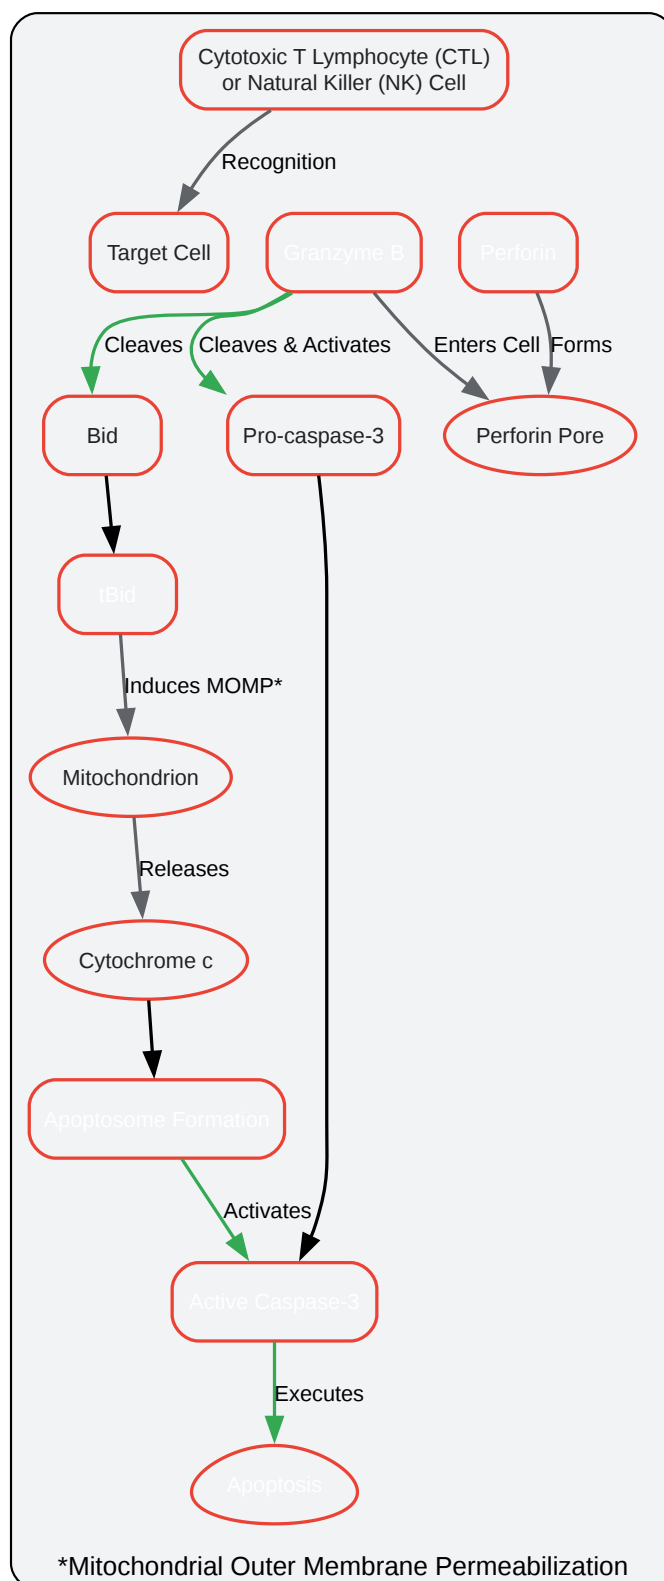 Cytotoxic T Lymphocyte (CTL)
or Natural Killer (NK) Cell
Recognition
Target Cell
Granzyme B
Perforin
Cleaves
Cleaves & Activates
Enters Cell
Forms
Bid
Pro-caspase-3
Perforin Pore
tBid
Induces MOMP*
Mitochondrion
Releases
Cytochrome c
Apoptosome Formation
Activates
Active Caspase-3
Executes
Apoptosis
*Mitochondrial Outer Membrane Permeabilization